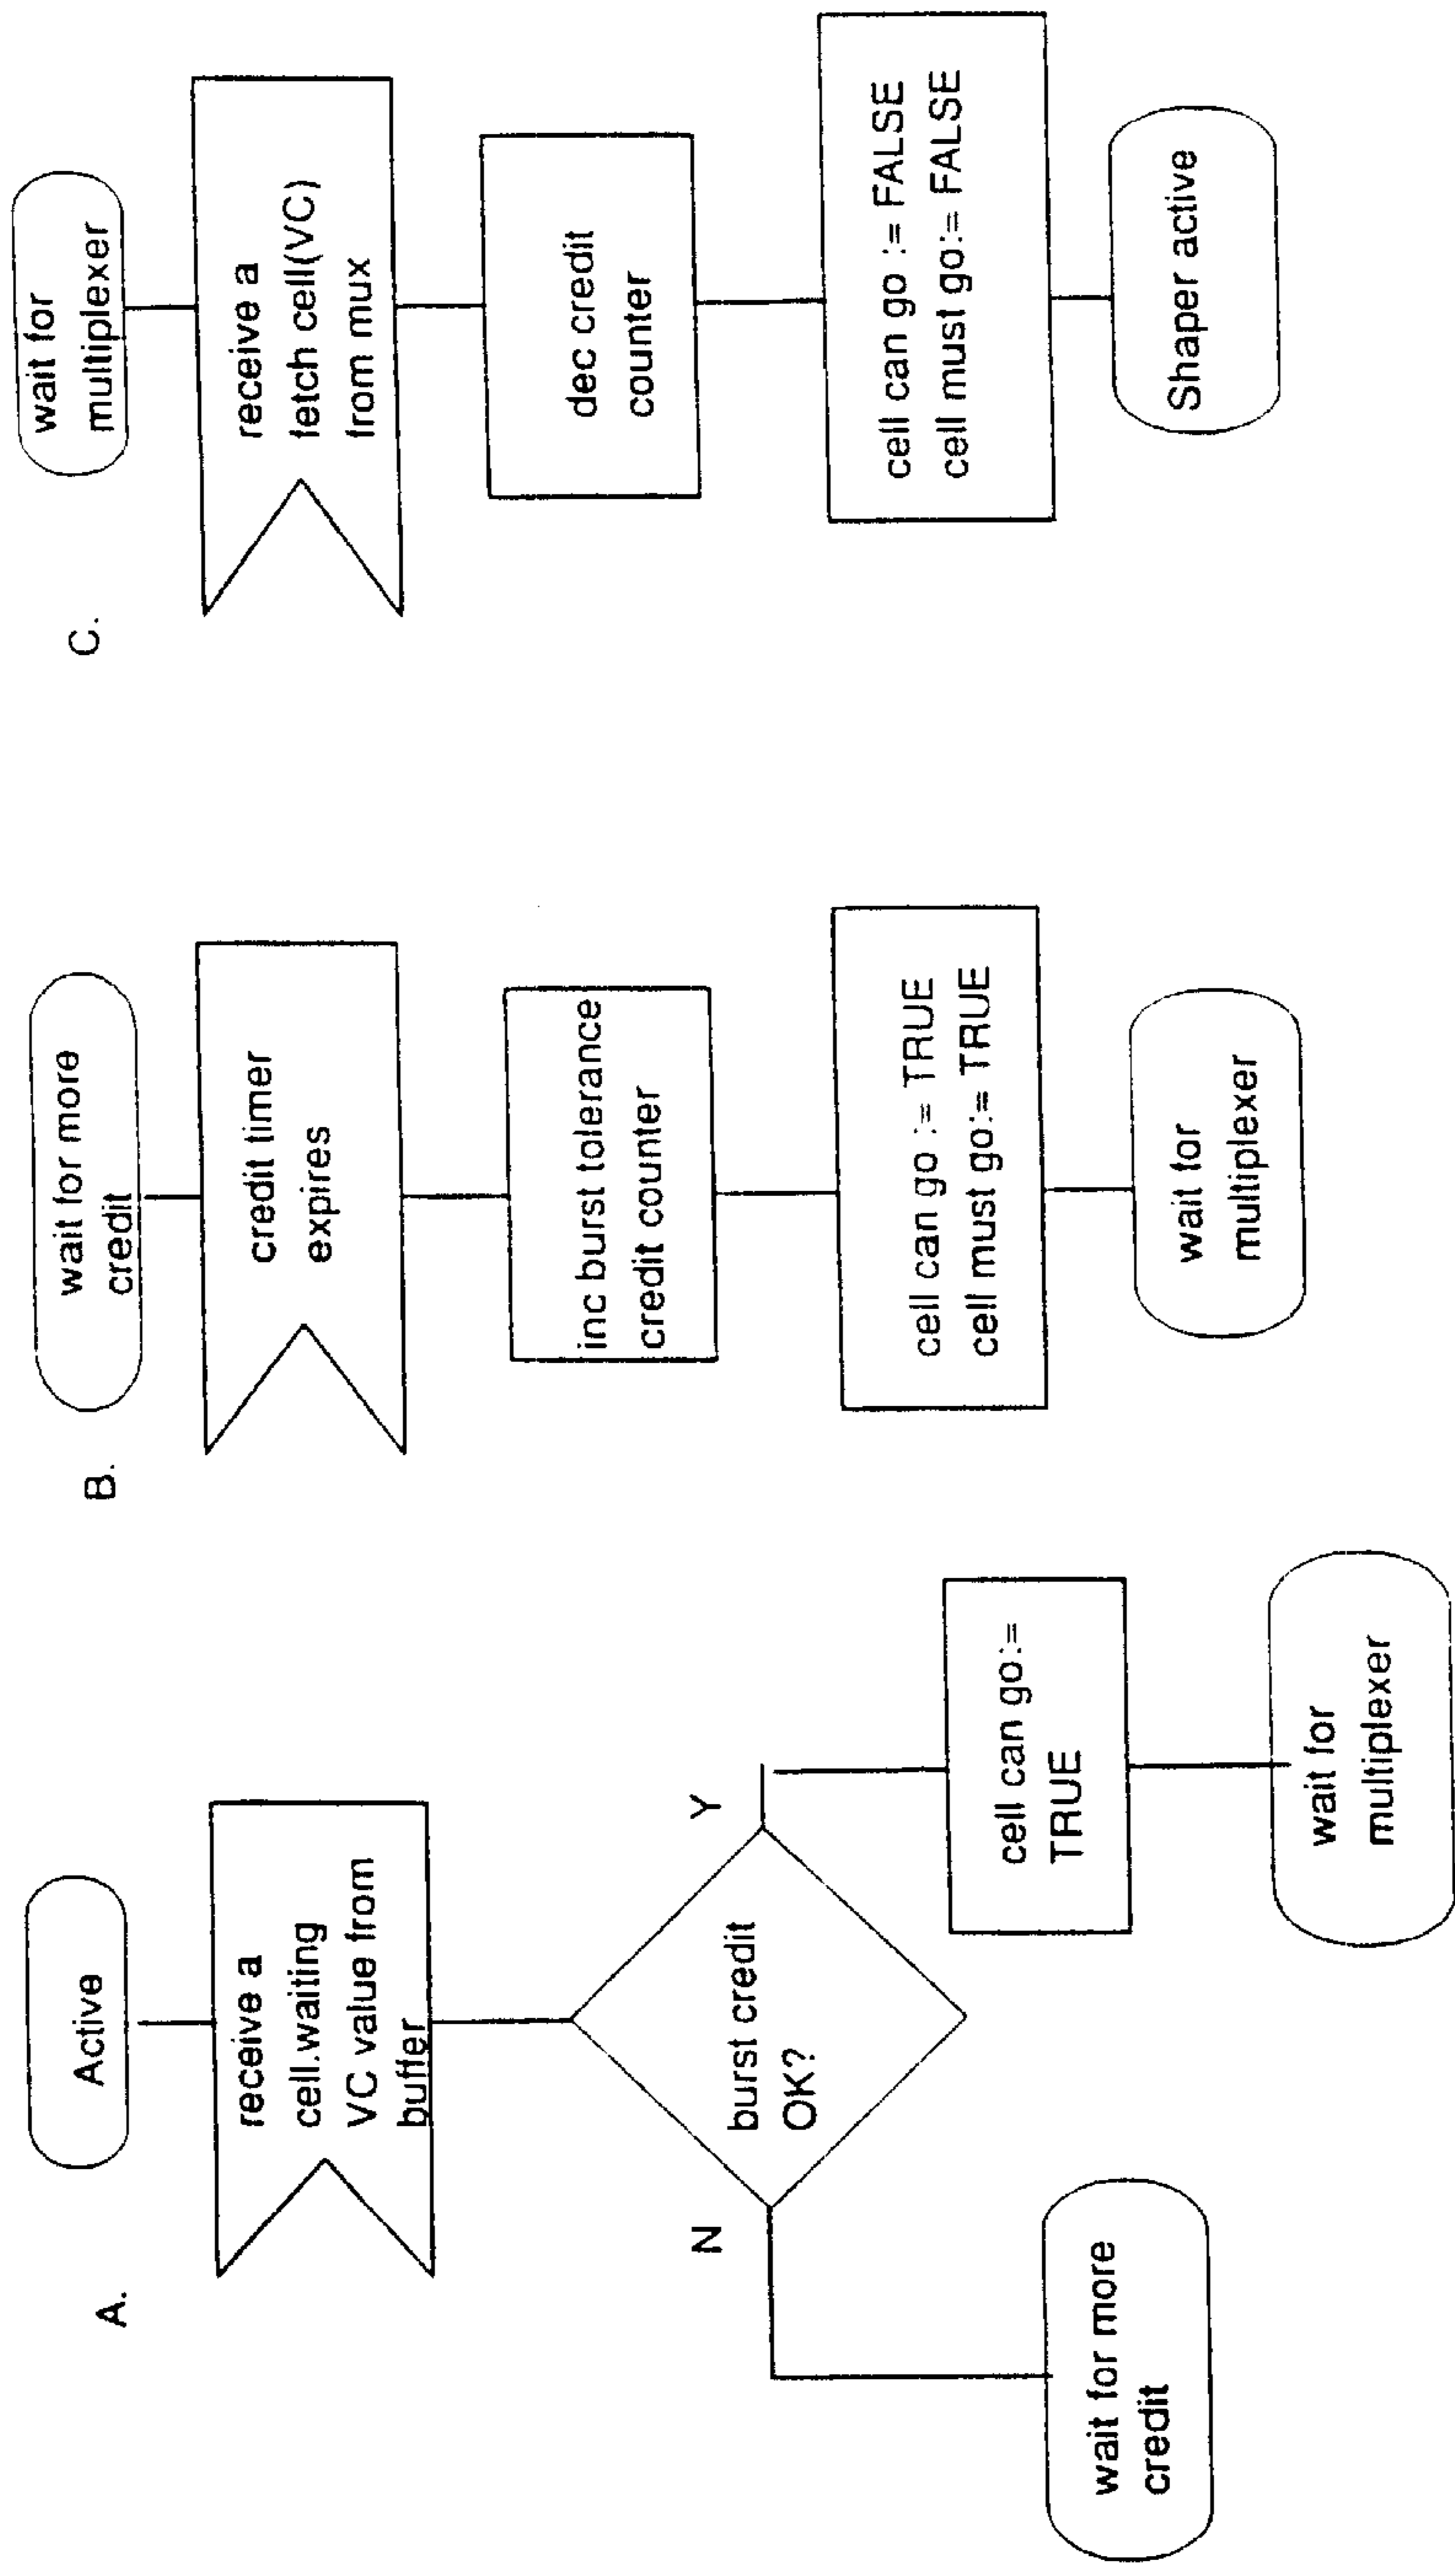 A.
Active
receive a
cell.waiting
VC value from
buffer
burst credit
OK?
N
Y
wait for more
credit
cell can go:=
TRUE
wait for
multiplexer
B.
wait for more
credit
credit timer
expires
inc burst tolerance
credit counter
cell can go := TRUE
cell must go:= TRUE
wait for
multiplexer
C.
wait for
multiplexer
receive a
fetch cell(VC)
from mux
dec credit
counter
cell can go := FALSE
cell must go:= FALSE
Shaper active